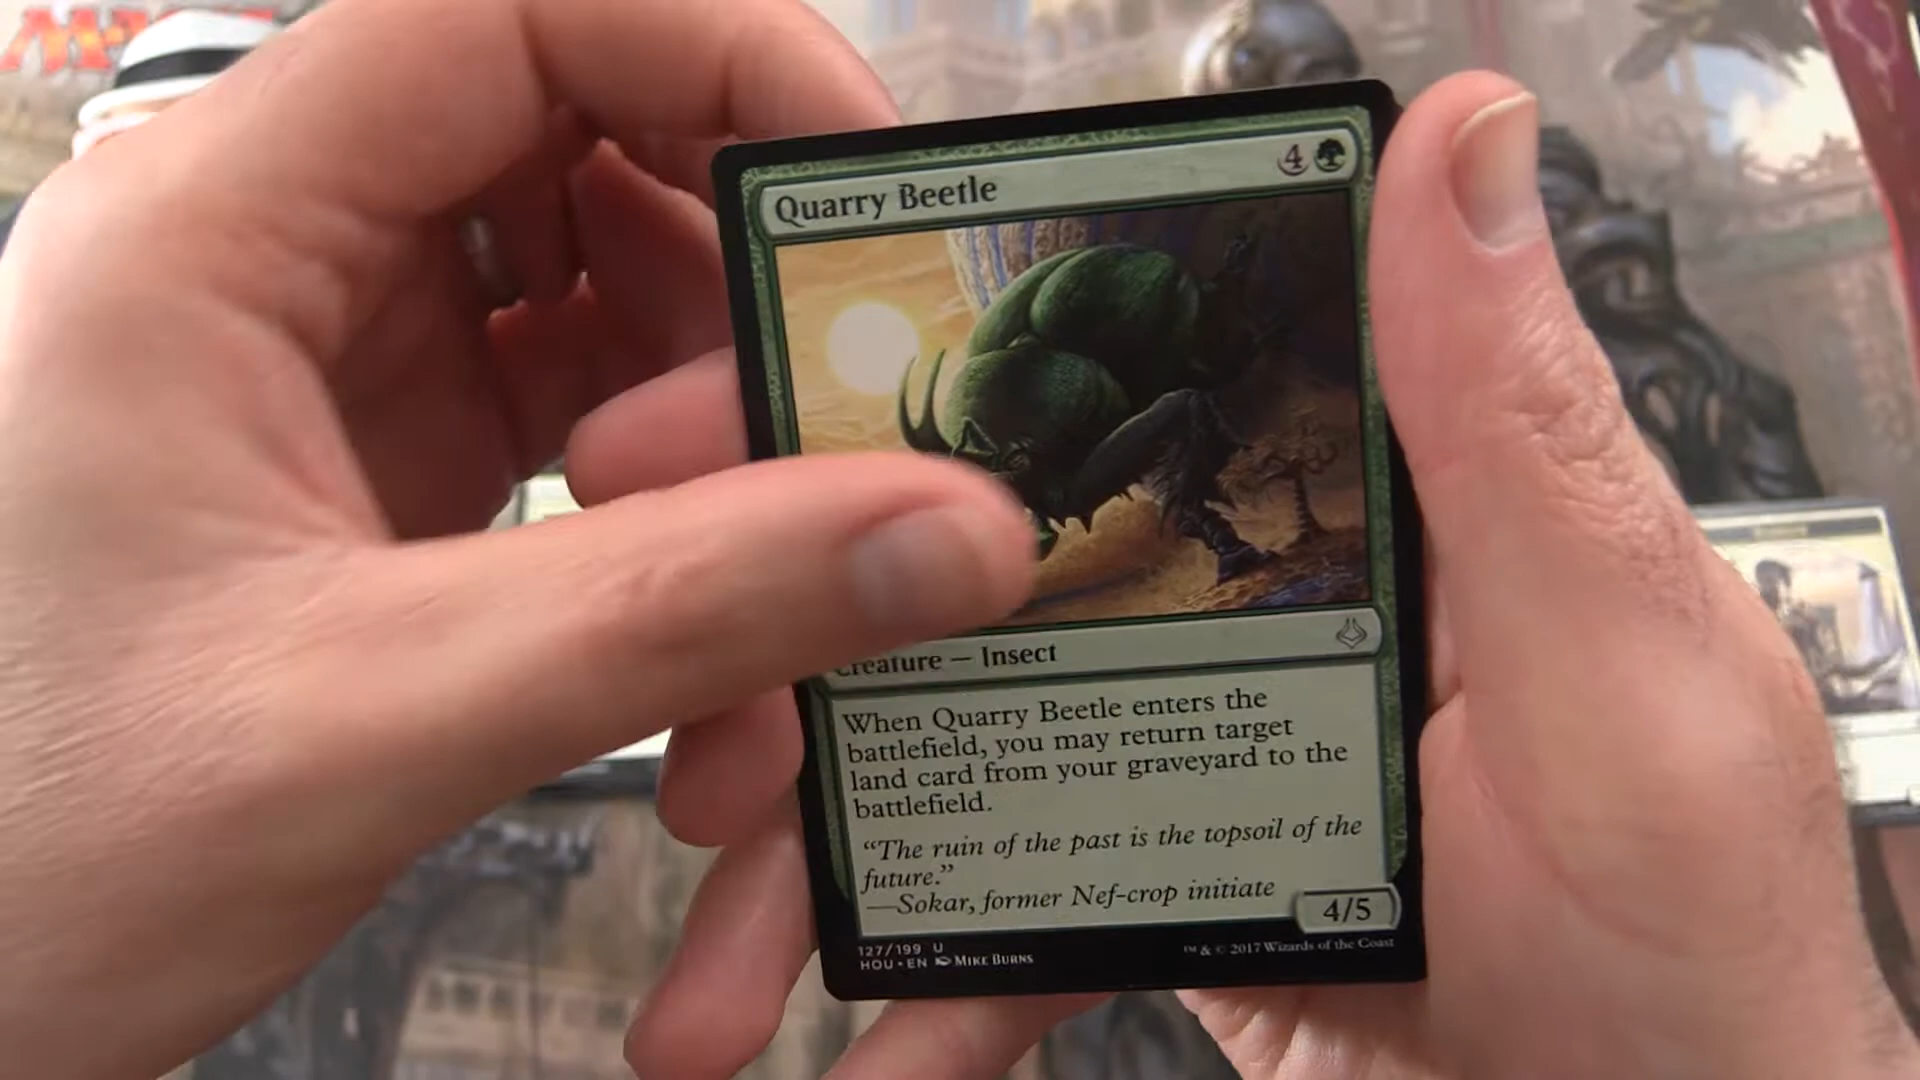 Quarry Beetle
4
Creature — Insect
When Quarry Beetle enters the
battlefield, you may return target
land card from your graveyard to the
battlefield.
“The ruin of the past is the topsoil of the
future.”
—Sokar, former Nef-crop initiate
4/5
127/199 U
HOU • EN MIKE BURNS
™ & © 2017 Wizards of the Coast